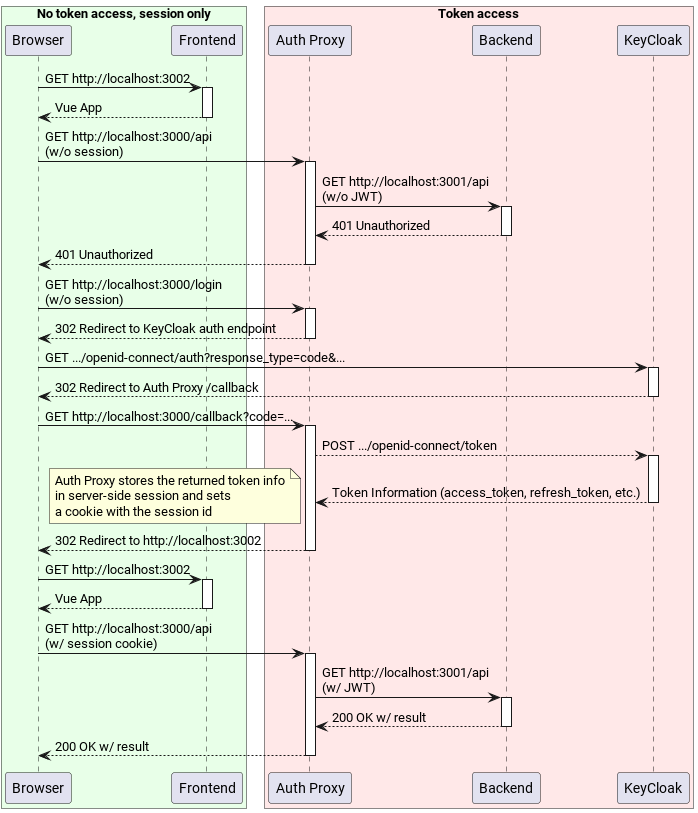 No token access, session only
Token access
Browser
Frontend
Auth Proxy
Backend
KeyCloak
GET http://localhost:3002
Vue App
GET http://localhost:3000/api
(w/o session)
GET http://localhost:3001/api
(w/o JWT)
401 Unauthorized
401 Unauthorized
GET http://localhost:3000/login
(w/o session)
302 Redirect to KeyCloak auth endpoint
GET .../openid-connect/auth?response_type=code&...
302 Redirect to Auth Proxy /callback
GET http://localhost:3000/callback?code=...
POST .../openid-connect/token
Auth Proxy stores the returned token info
in server-side session and sets
a cookie with the session id
Token Information (access_token, refresh_token, etc.)
302 Redirect to http://localhost:3002
GET http://localhost:3002
Vue App
GET http://localhost:3000/api
(w/ session cookie)
GET http://localhost:3001/api
(w/ JWT)
200 OK w/ result
200 OK w/ result
Browser
Frontend
Auth Proxy
Backend
KeyCloak